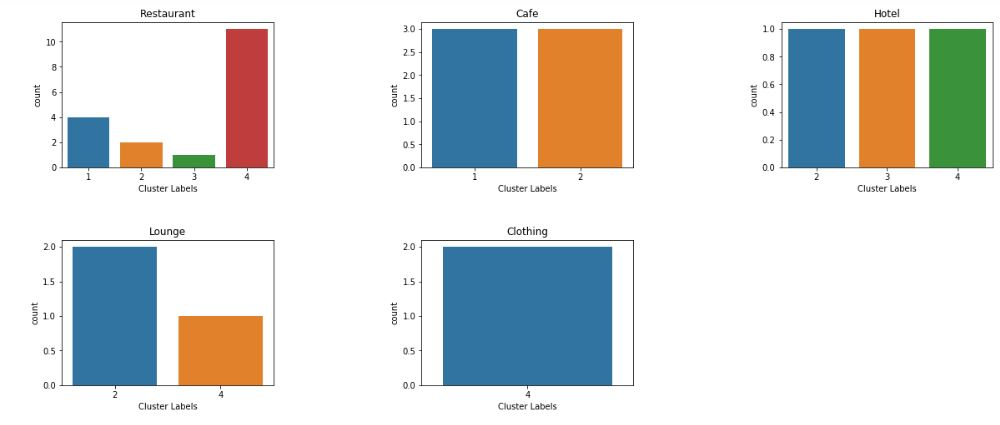 Restaurant
10
8
6
4
2
0
count
1 2 3 4
Cluster Labels
Cafe
3.0
2.5
2.0
1.5
1.0
0.5
0.0
count
1 2
Cluster Labels
Hotel
1.0
0.8
0.6
0.4
0.2
0.0
count
2 3 4
Cluster Labels
Lounge
2.0
1.5
1.0
0.5
0.0
count
2 4
Cluster Labels
Clothing
2.0
1.5
1.0
0.5
0.0
count
4
Cluster Labels